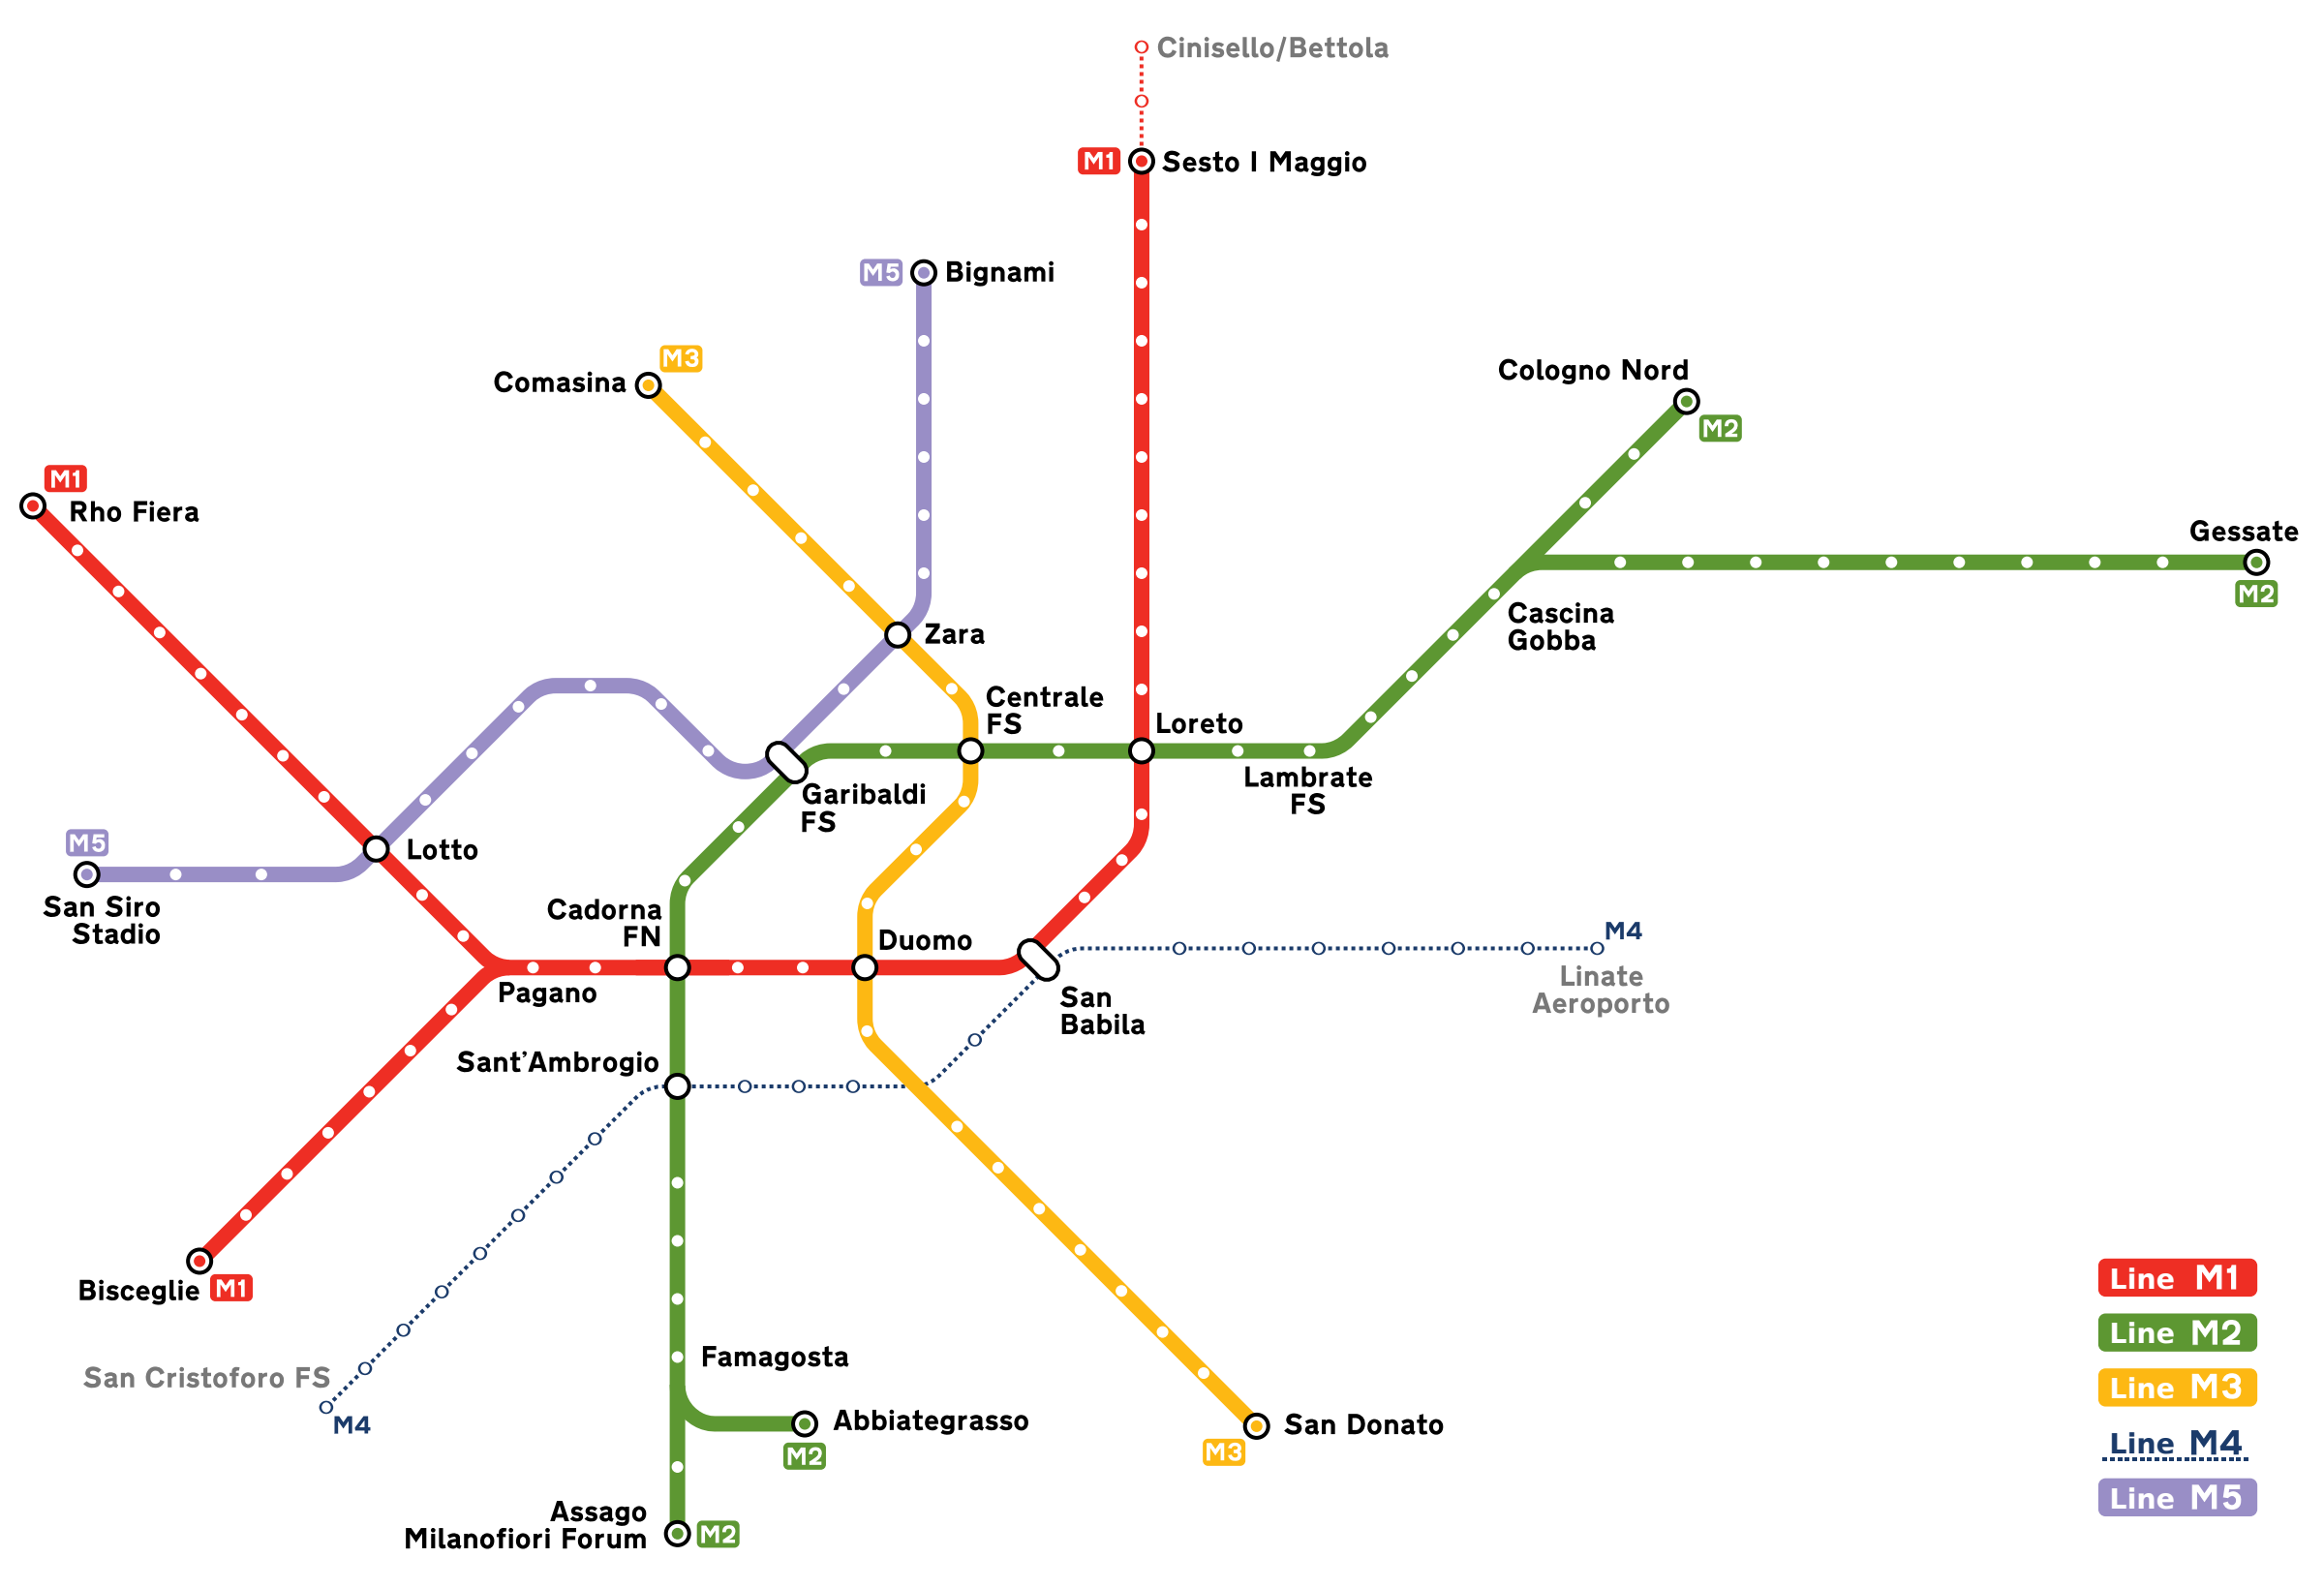 Cinisello/Bettola
M1 Sesto I Maggio
M5 Bignami
M3
Comasina
Cologno Nord
M2
M1
Rho Fiera
Gessate
M2
Cascina
Gobba
Zara
Centrale
FS
Loreto
Lambrate
FS
Garibaldi
FS
M5
Lotto
San Siro
Stadio
Cadorna
FN
Duomo
M4
Linate
Aeroporto
Pagano
San
Babila
Sant'Ambrogio
Bisceglie M1
Line M1
Line M2
Line M3
Line M4
Line M5
Famagosta
San Cristoforo FS
M4
Abbiategrasso
M2
San Donato
M3
Assago
Milanofiori Forum M2